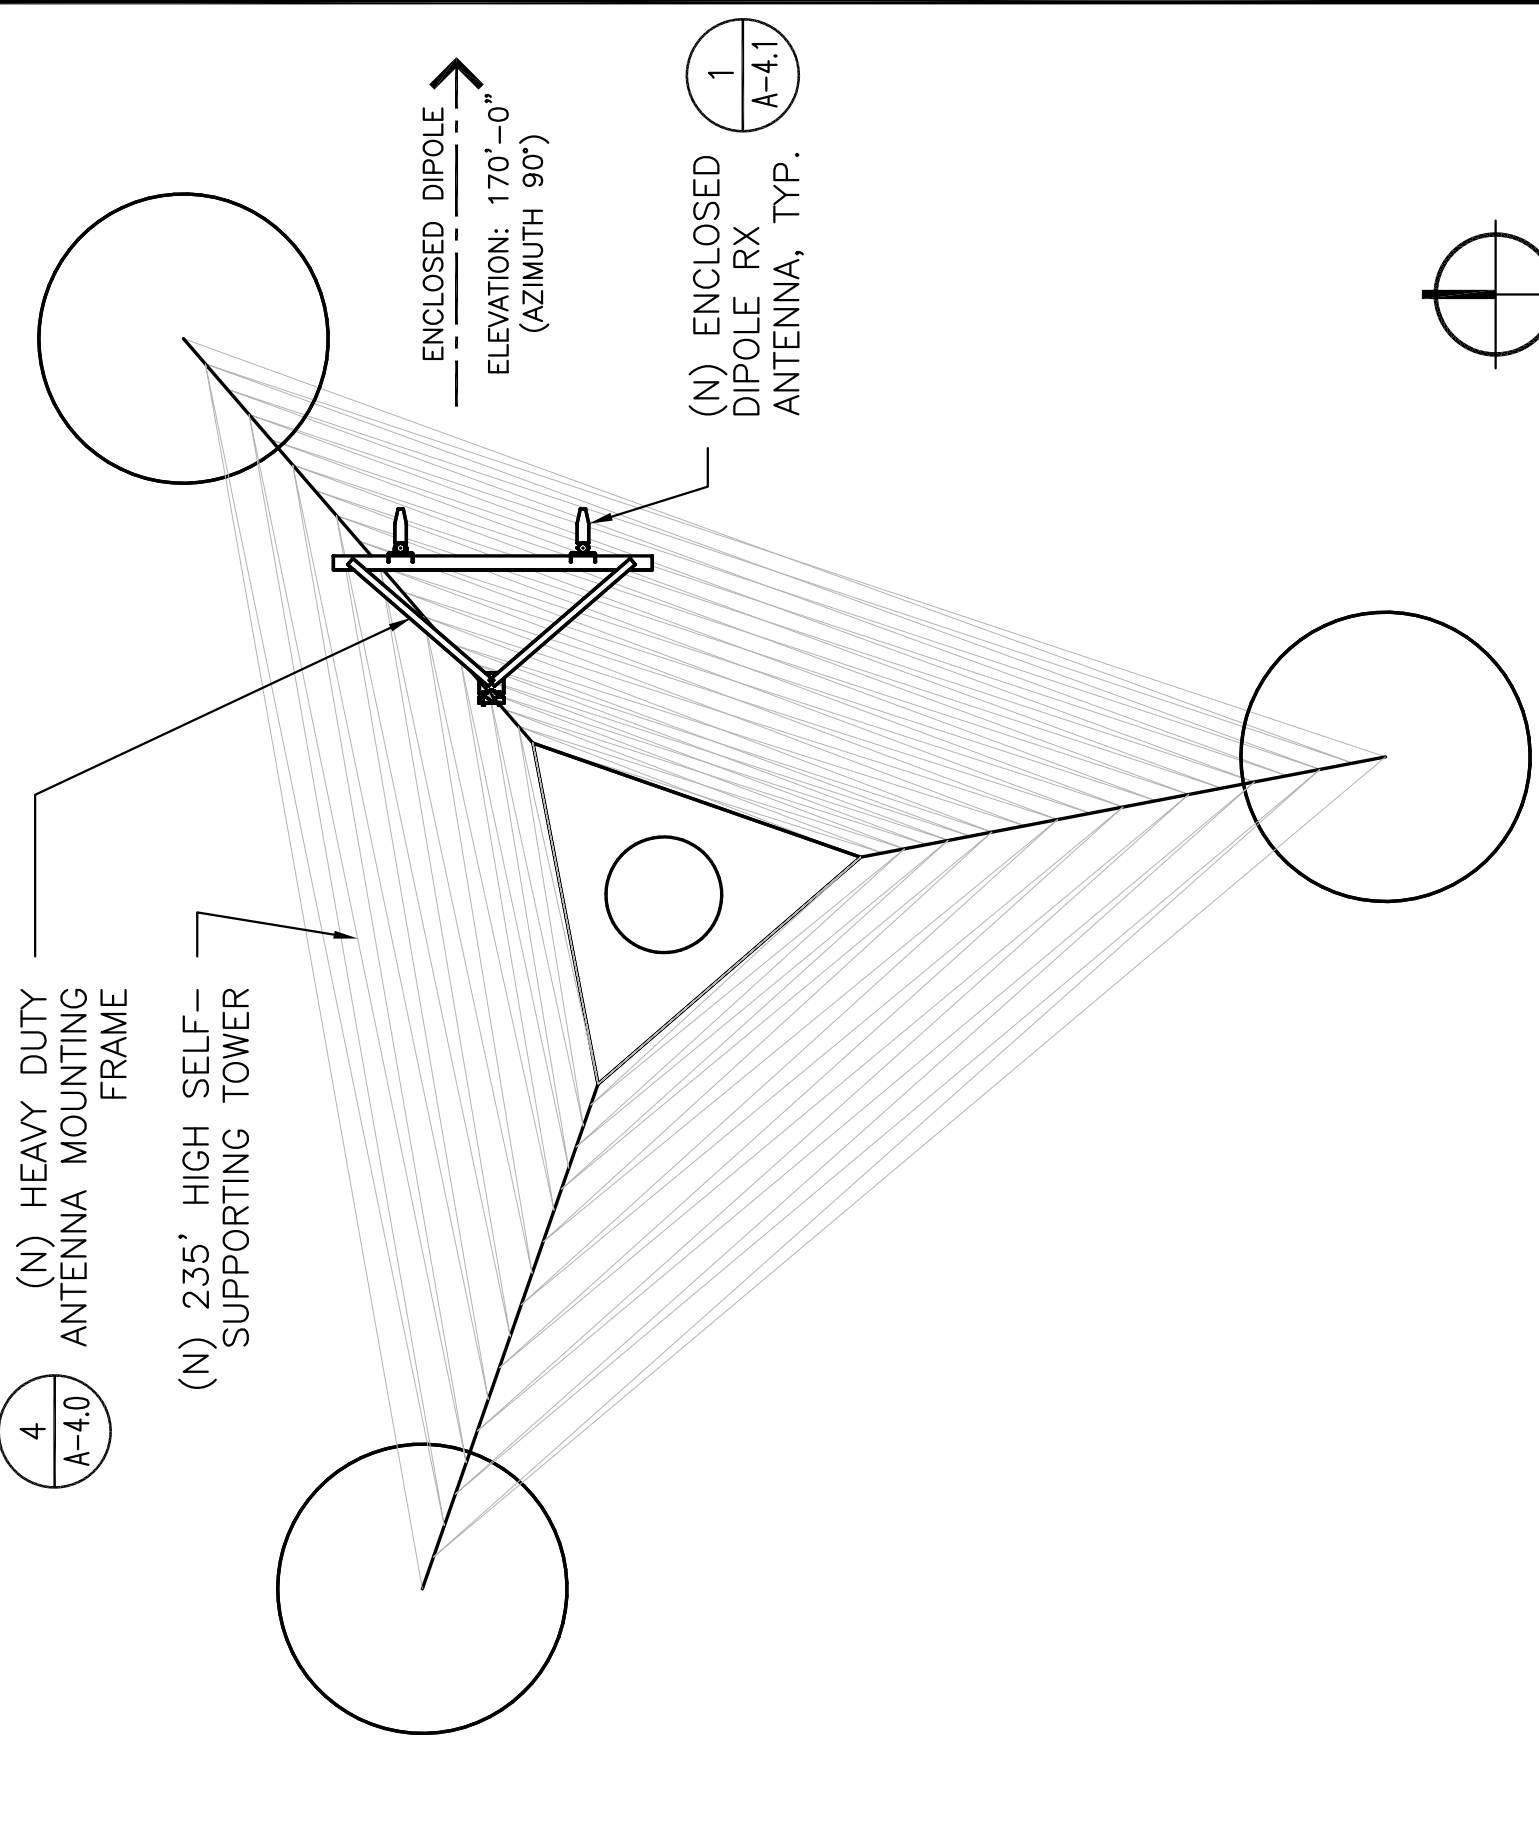 4
A-4.0
(N) HEAVY DUTY
ANTENNA MOUNTING
FRAME
(N) 235' HIGH SELF-
SUPPORTING TOWER
ENCLOSED DIPOLE
ELEVATION: 170'-0"
(AZIMUTH 90°)
1
A-4.1
(N) ENCLOSED
DIPOLE RX
ANTENNA, TYP.